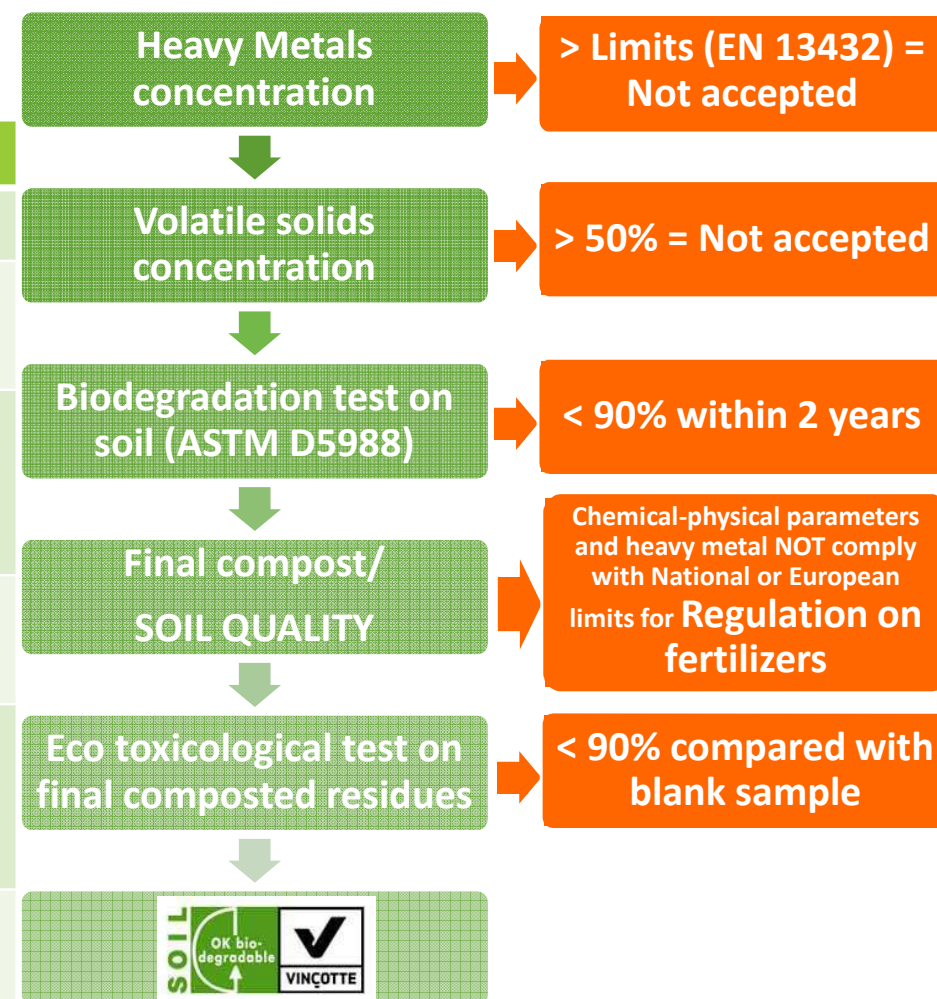 Heavy Metals
concentration
> Limits (EN 13432) =
Not accepted
Volatile solids
concentration
> 50% = Not accepted
Biodegradation test on
soil (ASTM D5988)
< 90% within 2 years
Final compost/
SOIL QUALITY
Chemical-physical parameters
and heavy metal NOT comply
with National or European
limits for Regulation on
fertilizers
Eco toxicological test on
final composted residues
< 90% compared with
blank sample
SOIL
OK bio-
degradable
VINÇOTTE